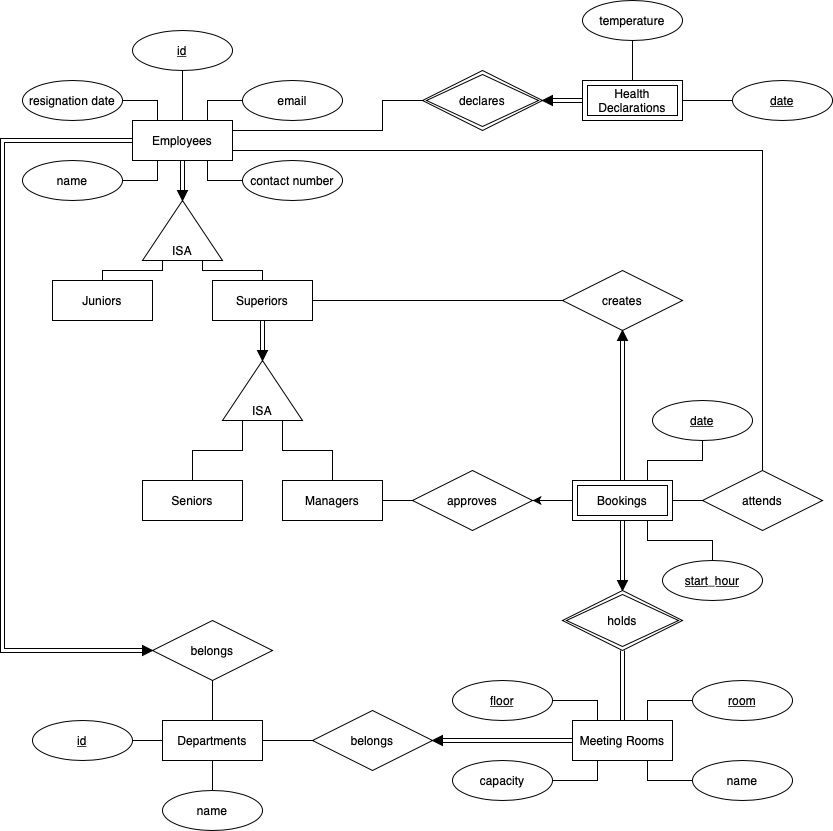 temperature
id
resignation date
email
declares
Health
Declarations
date
Employees
name
contact number
ISA
Juniors
Superiors
creates
ISA
date
Seniors
Managers
approves
Bookings
attends
start_hour
holds
belongs
floor
room
id
Departments
belongs
Meeting Rooms
capacity
name
name